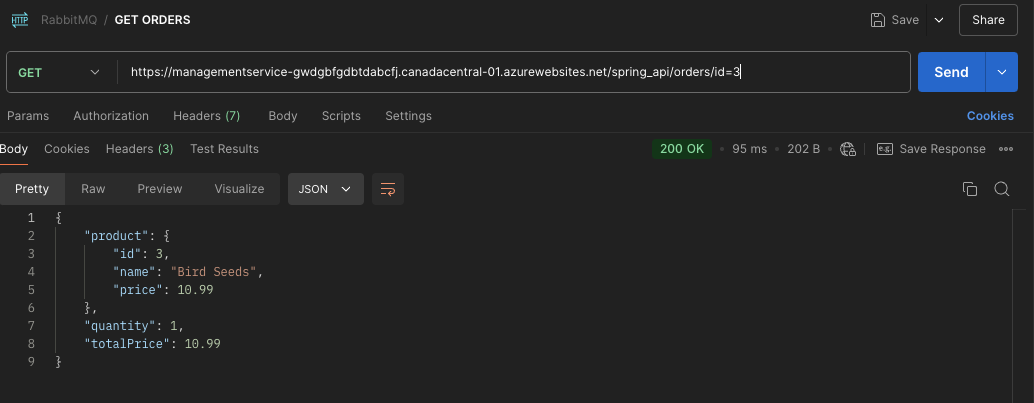 HTTP RabbitMQ / GET ORDERS Save Share
GET https://managementservice-gwdgbfgdbtdabcfj.canadacentral-01.azurewebsites.net/spring_api/orders/id=3 Send
Params Authorization Headers (7) Body Scripts Settings Cookies
Body Cookies Headers (3) Test Results 200 OK • 95 ms • 202 B e.g. Save Response
Pretty Raw Preview Visualize JSON
1 {
2 "product": {
3 "id": 3,
4 "name": "Bird Seeds",
5 "price": 10.99
6 },
7 "quantity": 1,
8 "totalPrice": 10.99
9 }